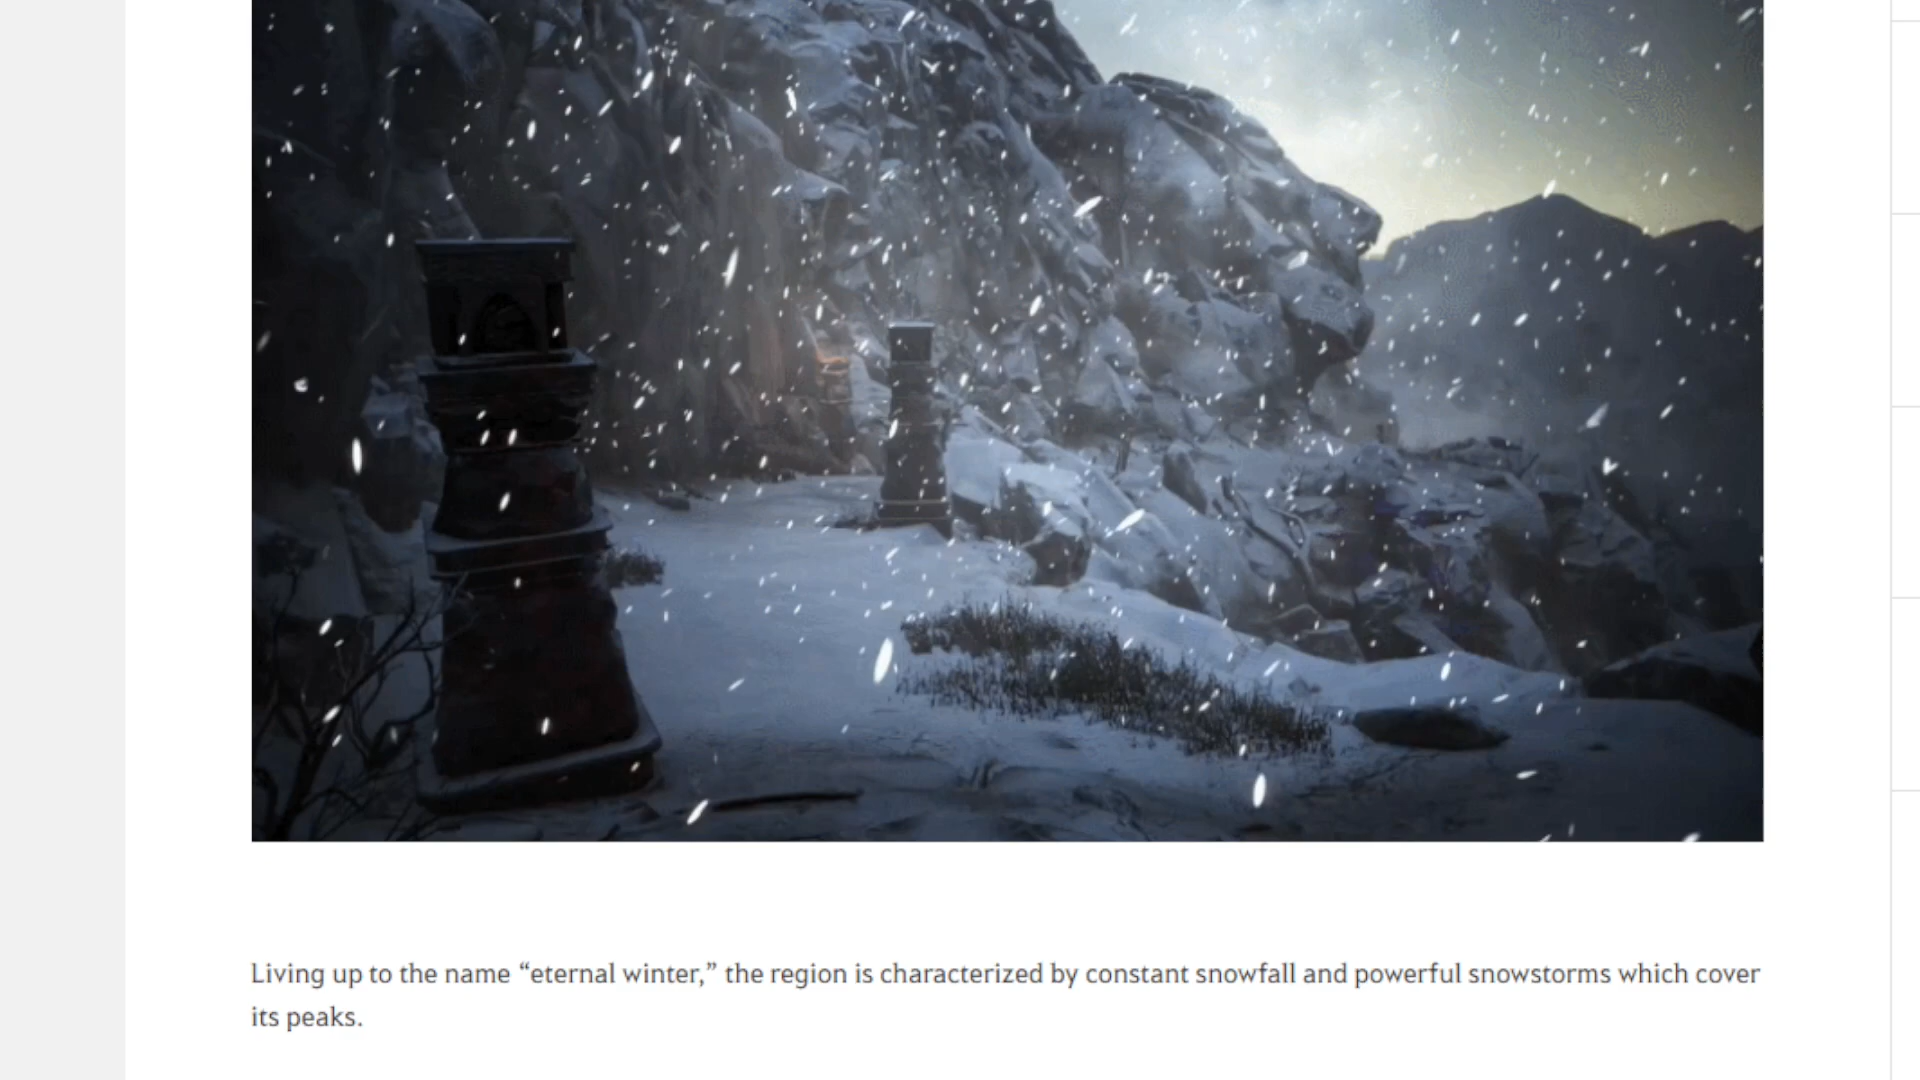 Living up to the name “eternal winter,” the region is characterized by constant snowfall and powerful snowstorms which cover
its peaks.